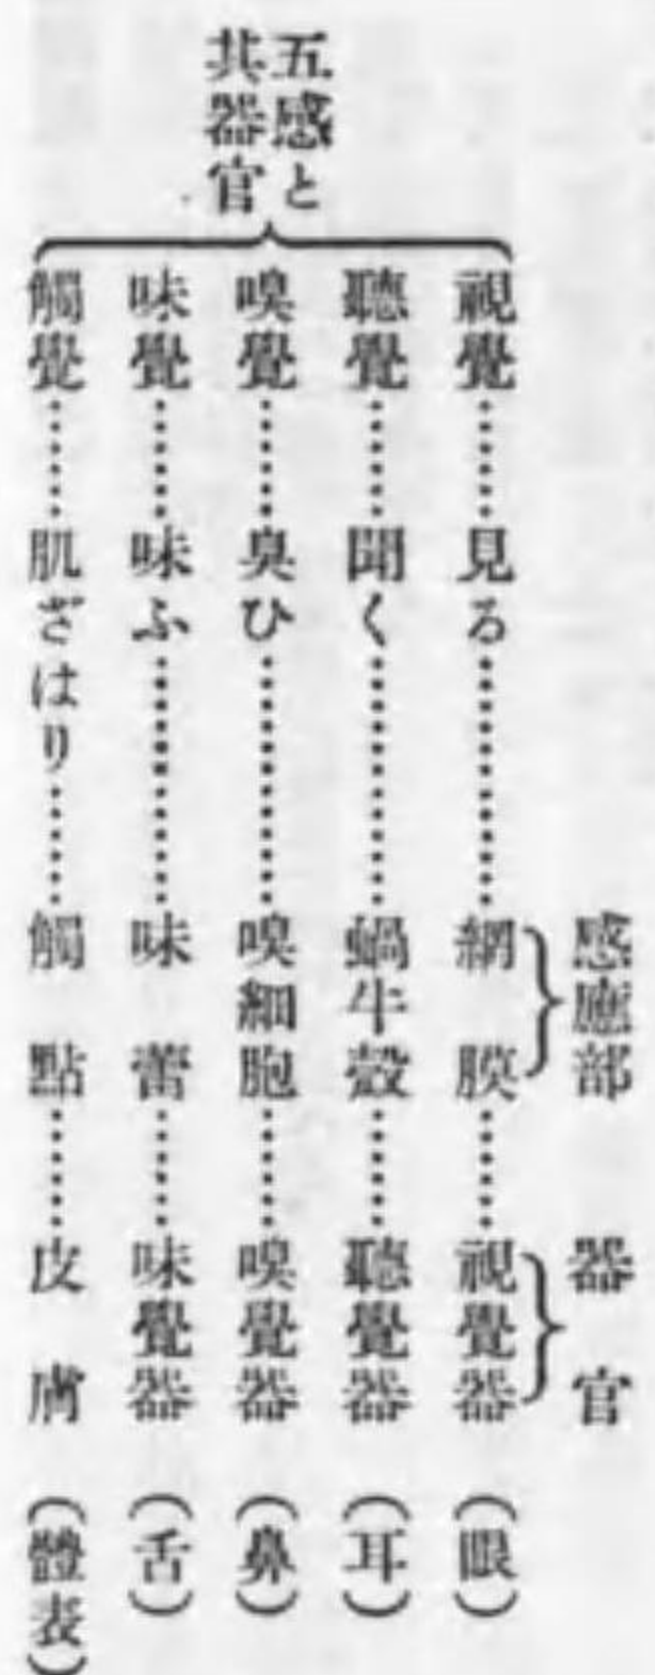 感應部 器官
五感と
其器官
視覺……見る…………網膜……視覺器(眼)
聽覺……聞く…………蝸牛殼……聽覺器(耳)
嗅覺……臭ひ…………嗅細胞……嗅覺器(鼻)
味覺……味ふ…………味蕾……味覺器(舌)
觸覺……肌ざはり……觸點……皮膚(體表)